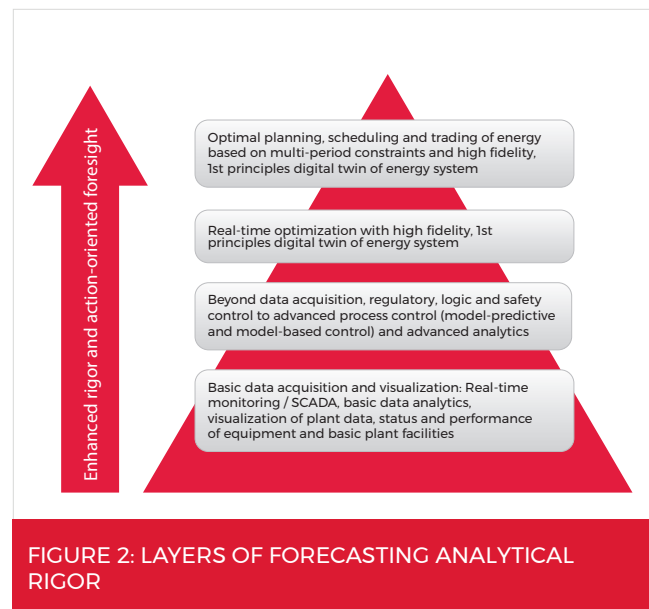 Enhanced rigor and action-oriented foresight
Optimal planning, scheduling and trading of energy
based on multi-period constraints and high fidelity,
1st principles digital twin of energy system
Real-time optimization with high fidelity, 1st
principles digital twin of energy system
Beyond data acquisition, regulatory, logic and safety
control to advanced process control (model-predictive
and model-based control) and advanced analytics
Basic data acquisition and visualization: Real-time
monitoring / SCADA, basic data analytics,
visualization of plant data, status and performance
of equipment and basic plant facilities
FIGURE 2: LAYERS OF FORECASTING ANALYTICAL
RIGOR